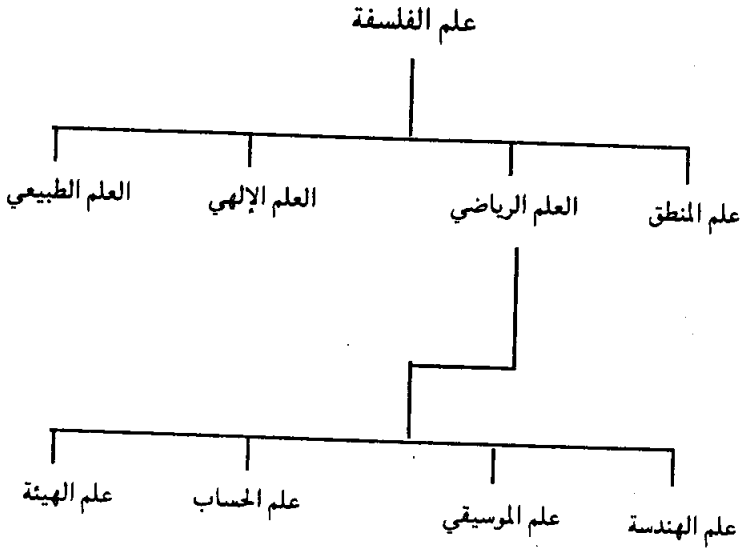 علم الفلسفة
علم المنطق
العلم الرياضي
العلم الإلهي
العلم الطبيعي
علم الهندسة
علم الموسيقي
علم الحساب
علم الهيئة